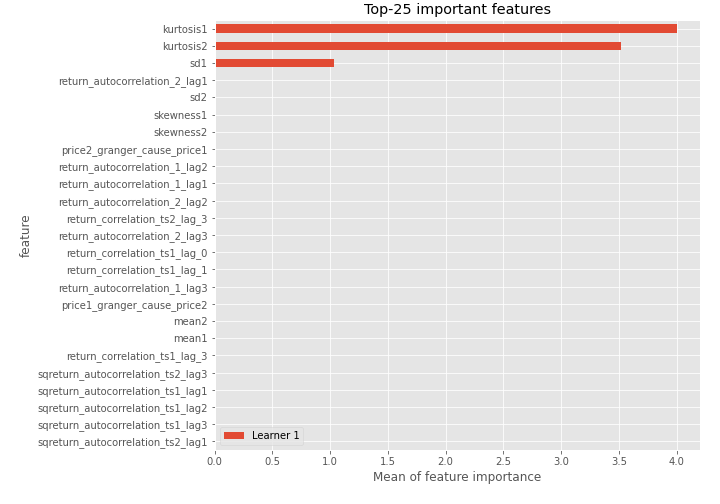 Top-25 important features
kurtosis1
kurtosis2
sd1
return_autocorrelation_2_lag1
sd2
skewness1
skewness2
price2_granger_cause_price1
return_autocorrelation_1_lag2
return_autocorrelation_1_lag1
return_autocorrelation_2_lag2
return_correlation_ts2_lag_3
return_autocorrelation_2_lag3
return_correlation_ts1_lag_0
return_correlation_ts1_lag_1
return_autocorrelation_1_lag3
price1_granger_cause_price2
mean2
mean1
return_correlation_ts1_lag_3
sqreturn_autocorrelation_ts2_lag3
sqreturn_autocorrelation_ts1_lag1
sqreturn_autocorrelation_ts1_lag2
sqreturn_autocorrelation_ts1_lag3
sqreturn_autocorrelation_ts2_lag1
feature
Learner 1
0.0 0.5 1.0 1.5 2.0 2.5 3.0 3.5 4.0
Mean of feature importance